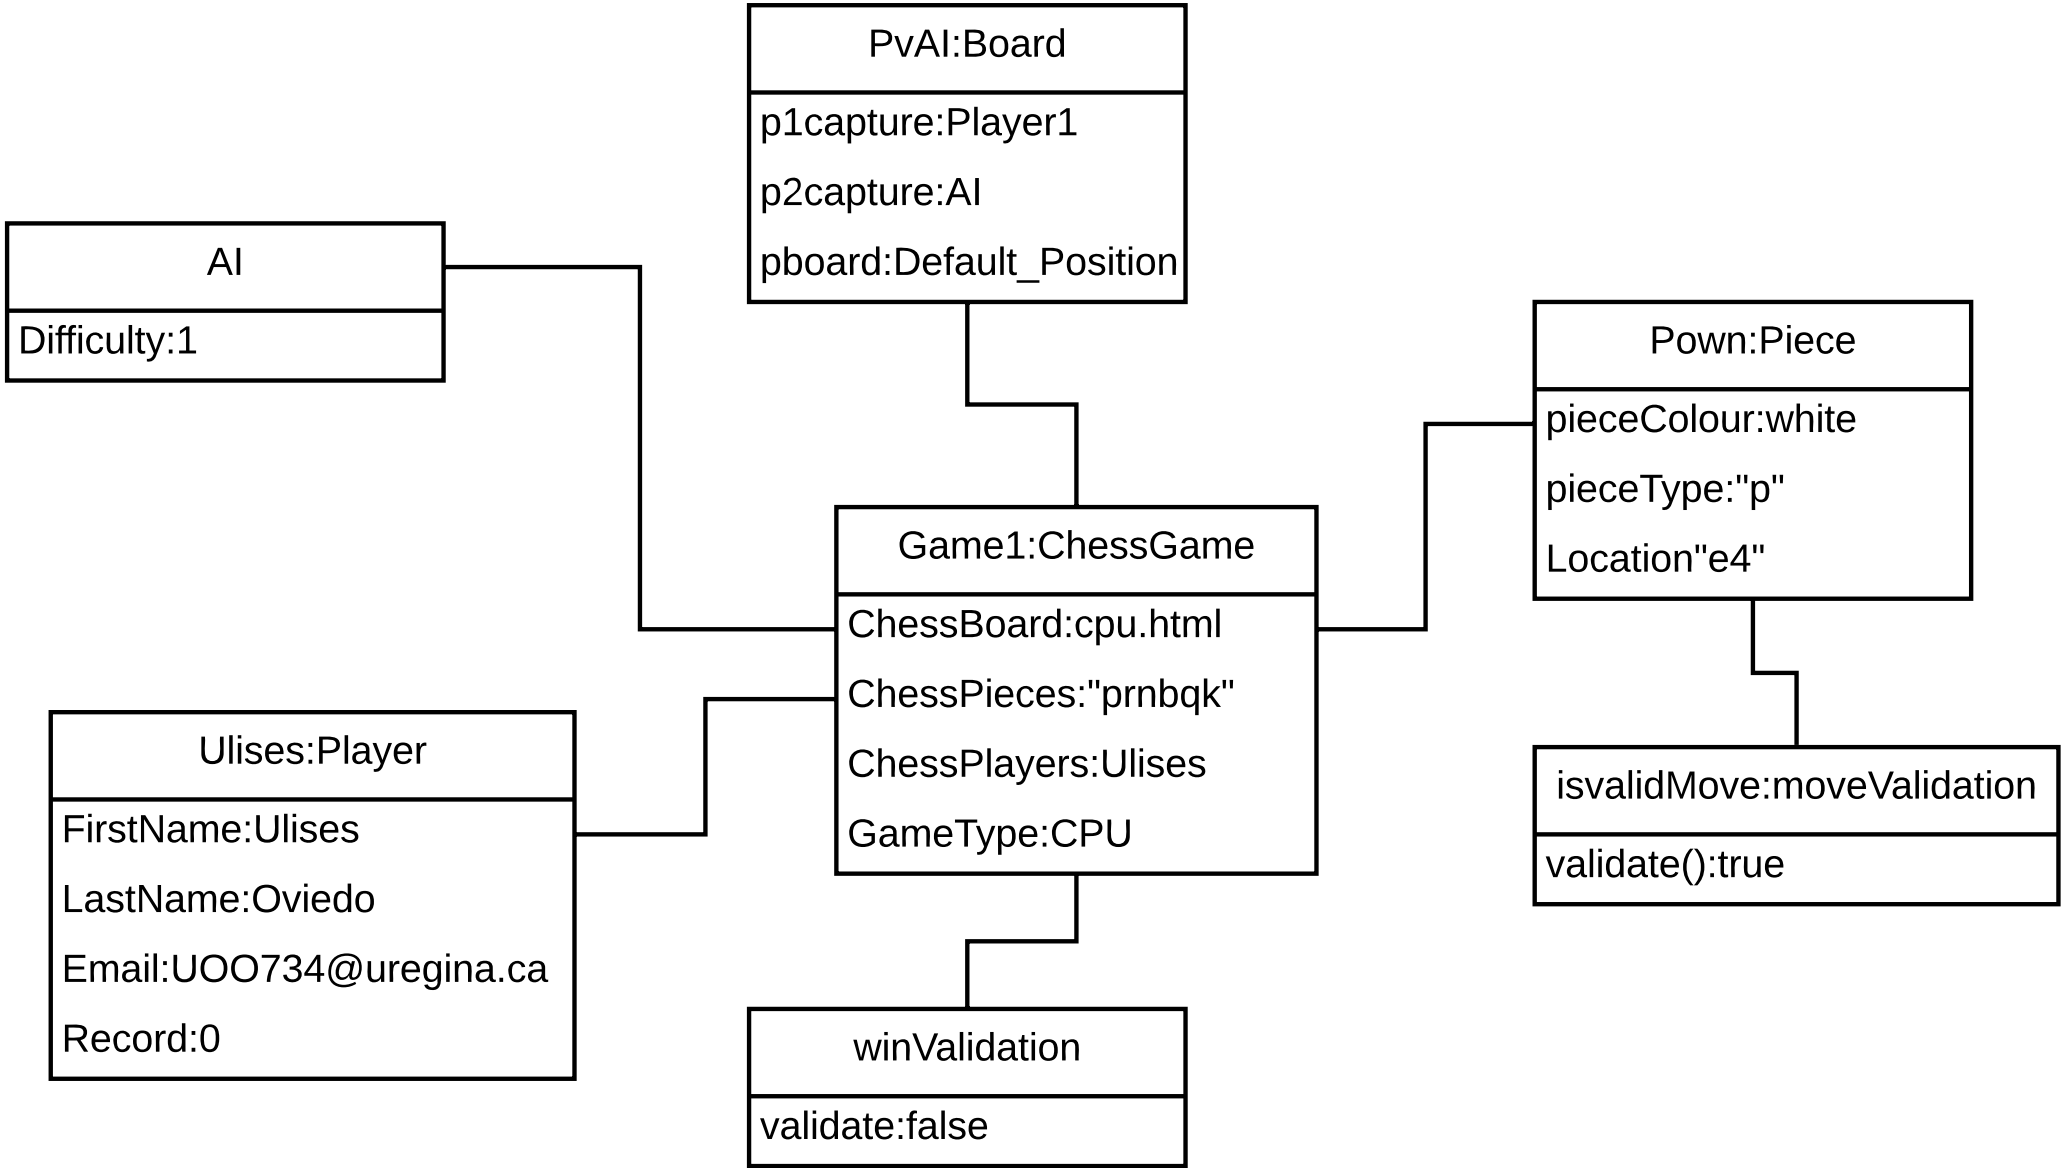 PvAI:Board
p1capture:Player1
p2capture:AI
pboard:Default_Position
AI
Difficulty:1
Pown:Piece
pieceColour:white
pieceType:"p"
Location"e4"
Game1:ChessGame
ChessBoard:cpu.html
ChessPieces:"prnbqk"
ChessPlayers:Ulises
GameType:CPU
Ulises:Player
FirstName:Ulises
LastName:Oviedo
Email:UOO734@uregina.ca
Record:0
isvalidMove:moveValidation
validate():true
winValidation
validate:false